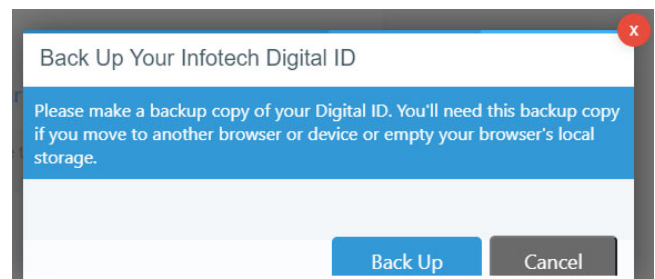 X
Back Up Your Infotech Digital ID
Please make a backup copy of your Digital ID. You'll need this backup copy
if you move to another browser or device or empty your browser's local
storage.
Back Up Cancel